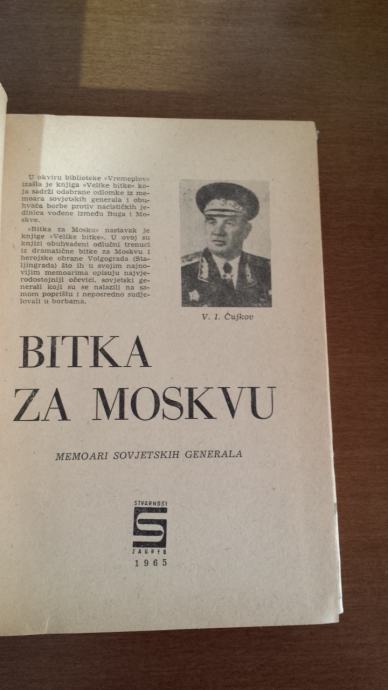 U okviru biblioteke «Vremeplov»
izašla je knjiga «Velike bitke» ko-
ja sadrži odabrane odlomke iz me-
moara sovjetskih generala i obu-
hvaća borbe protiv nacističkih je-
dinica vođene između Buga i Mo-
skve.
«Bitka za Moskvu» nastavak je
knjige «Velike bitke». U ovoj su
knjizi obuhvaćeni odlučni trenuci
iz dramatične bitke za Moskvu i
herojske obrane Volgograda (Sta-
ljingrada) što ih u svojim najno-
vijim memoarima opisuju najvje-
rodostojniji očevici, sovjetski ge-
nerali koji su se nalazili na sa-
mom poprištu i neposredno sudje-
lovali u borbama.
V. I. Čujkov
BITKA
ZA MOSKVU
MEMOARI SOVJETSKIH GENERALA
STVARNOST
S
ZAGREB
1965